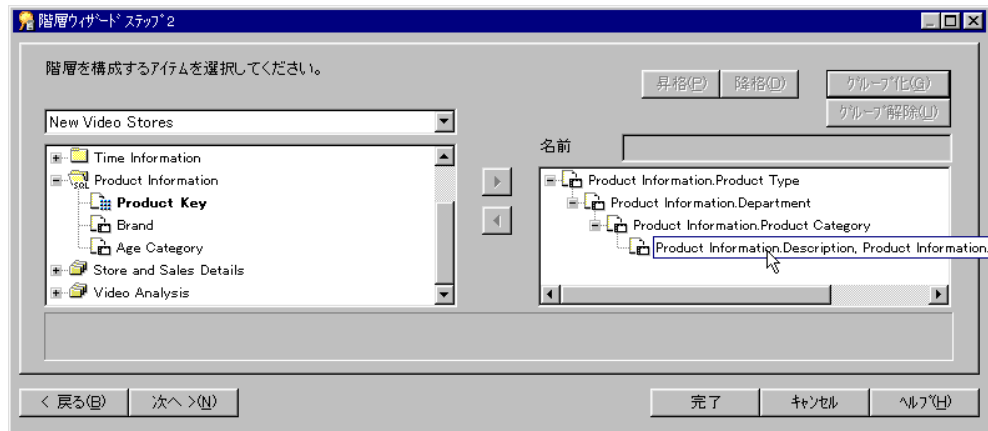 階層ウィザード ステップ2
階層を構成するアイテムを選択してください。
昇格(P) 降格(D) グループ化(G)
グループ解除(U)
New Video Stores
名前
Time Information
Product Information
SQL
Product Key
Brand
Age Category
Store and Sales Details
Video Analysis
Product Information.Product Type
Product Information.Department
Product Information.Product Category
Product Information.Description, Product Information.
< 戻る(B) 次へ >(N) 完了 キャンセル ヘルプ(H)